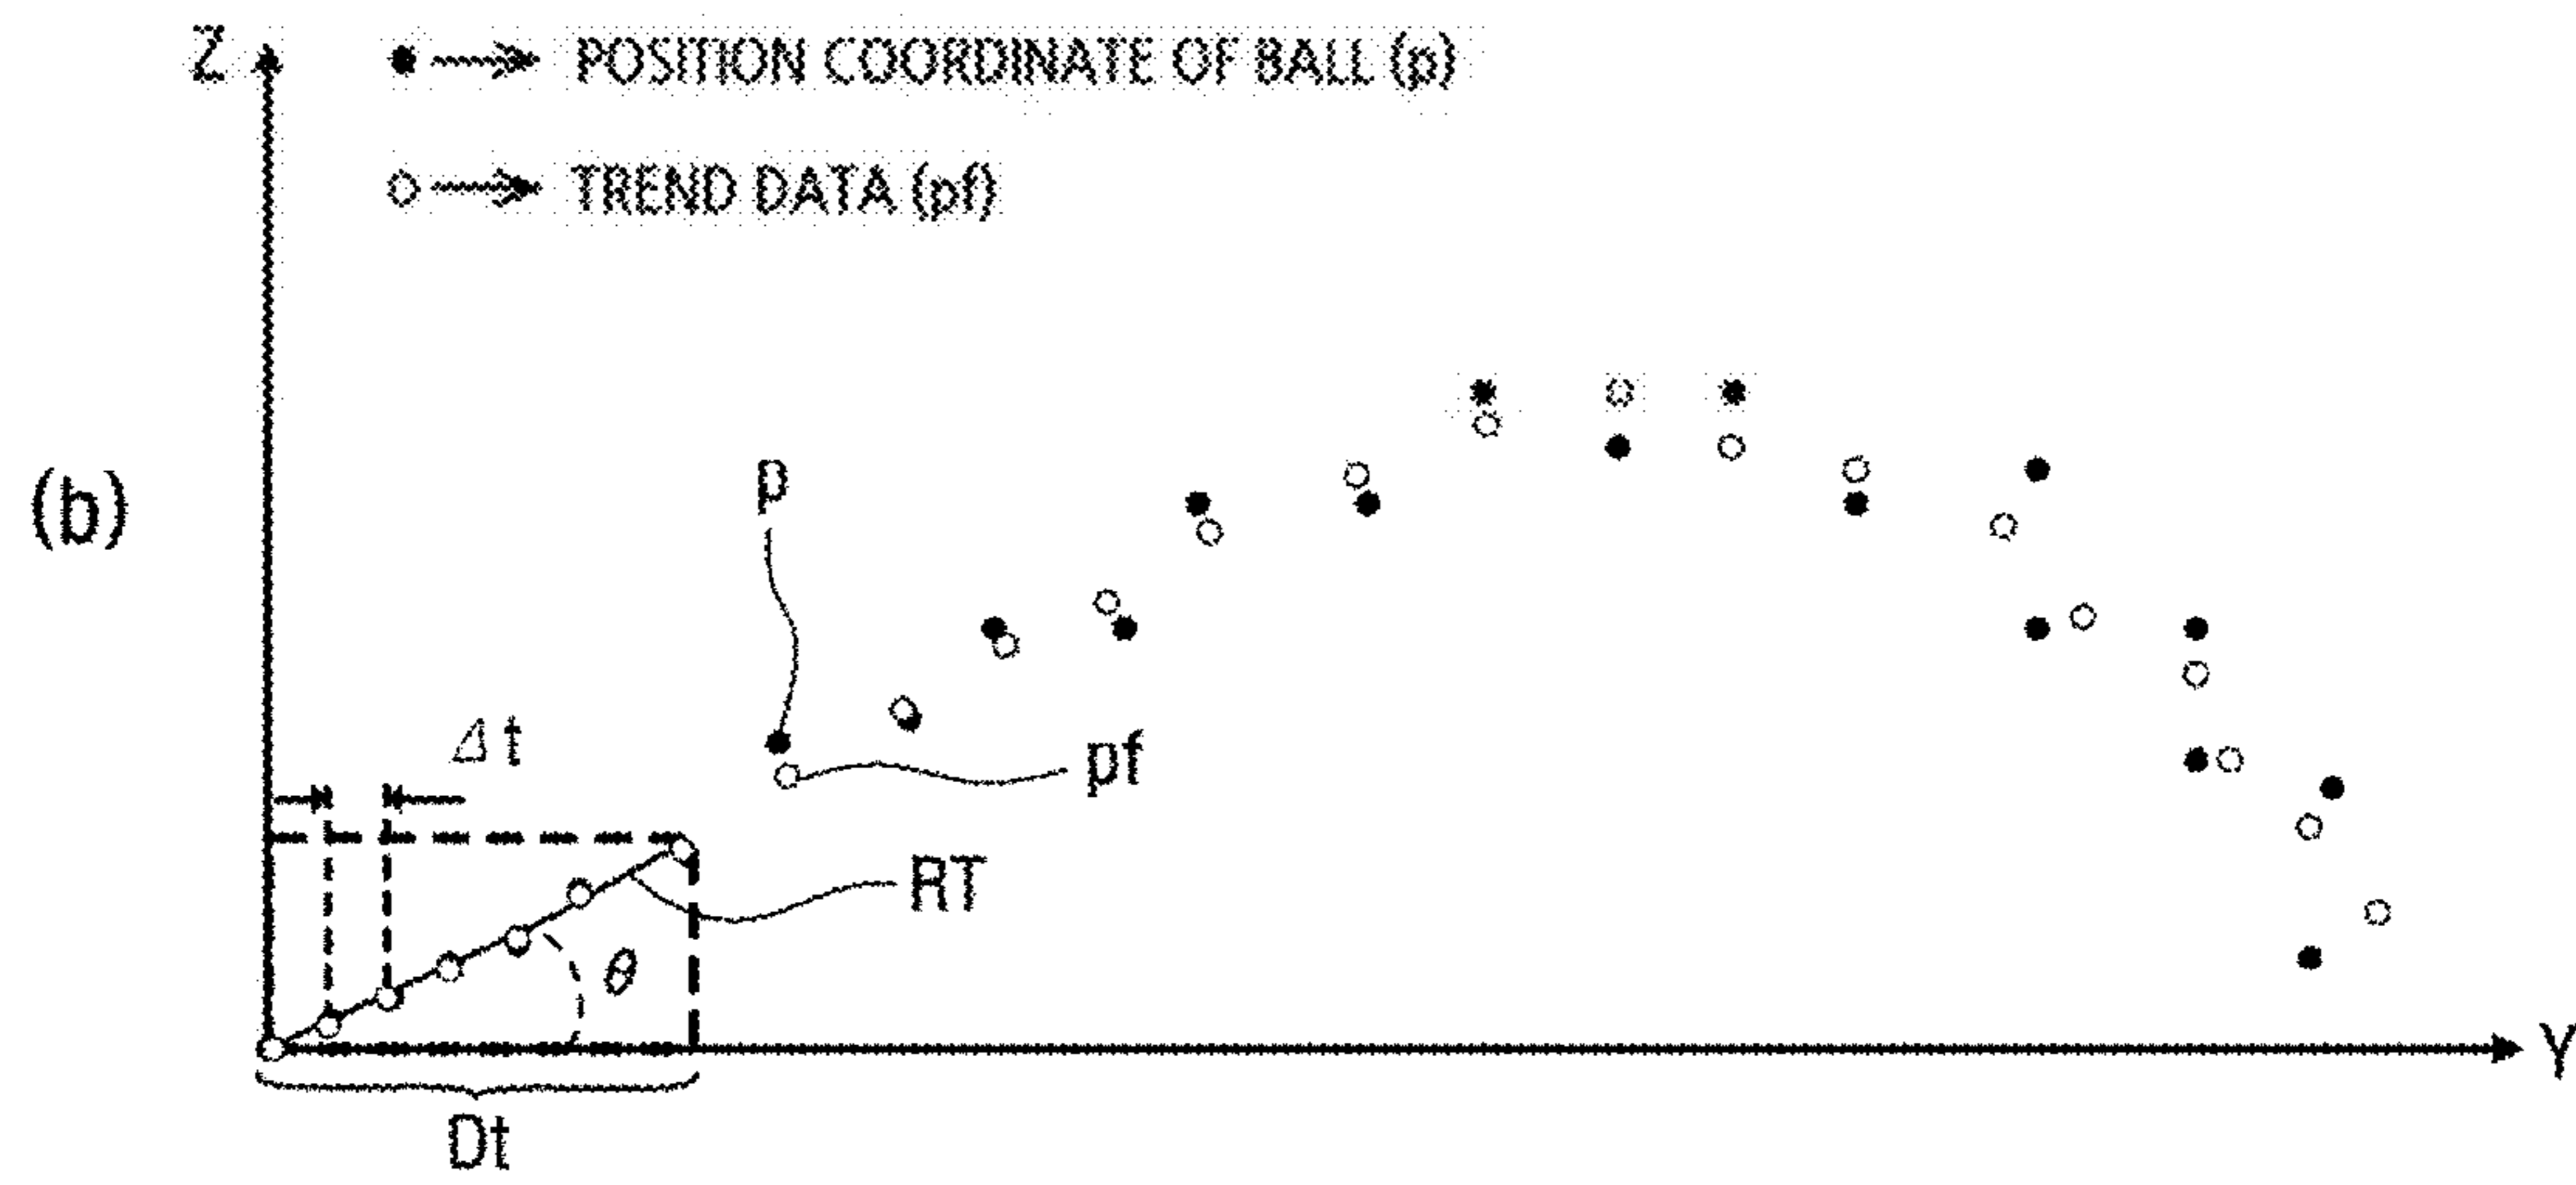 Z
POSITION COORDINATE OF BALL (p)
TREND DATA (pf)
(b)
p
Δt
pf
RT
θ
Y
Dt